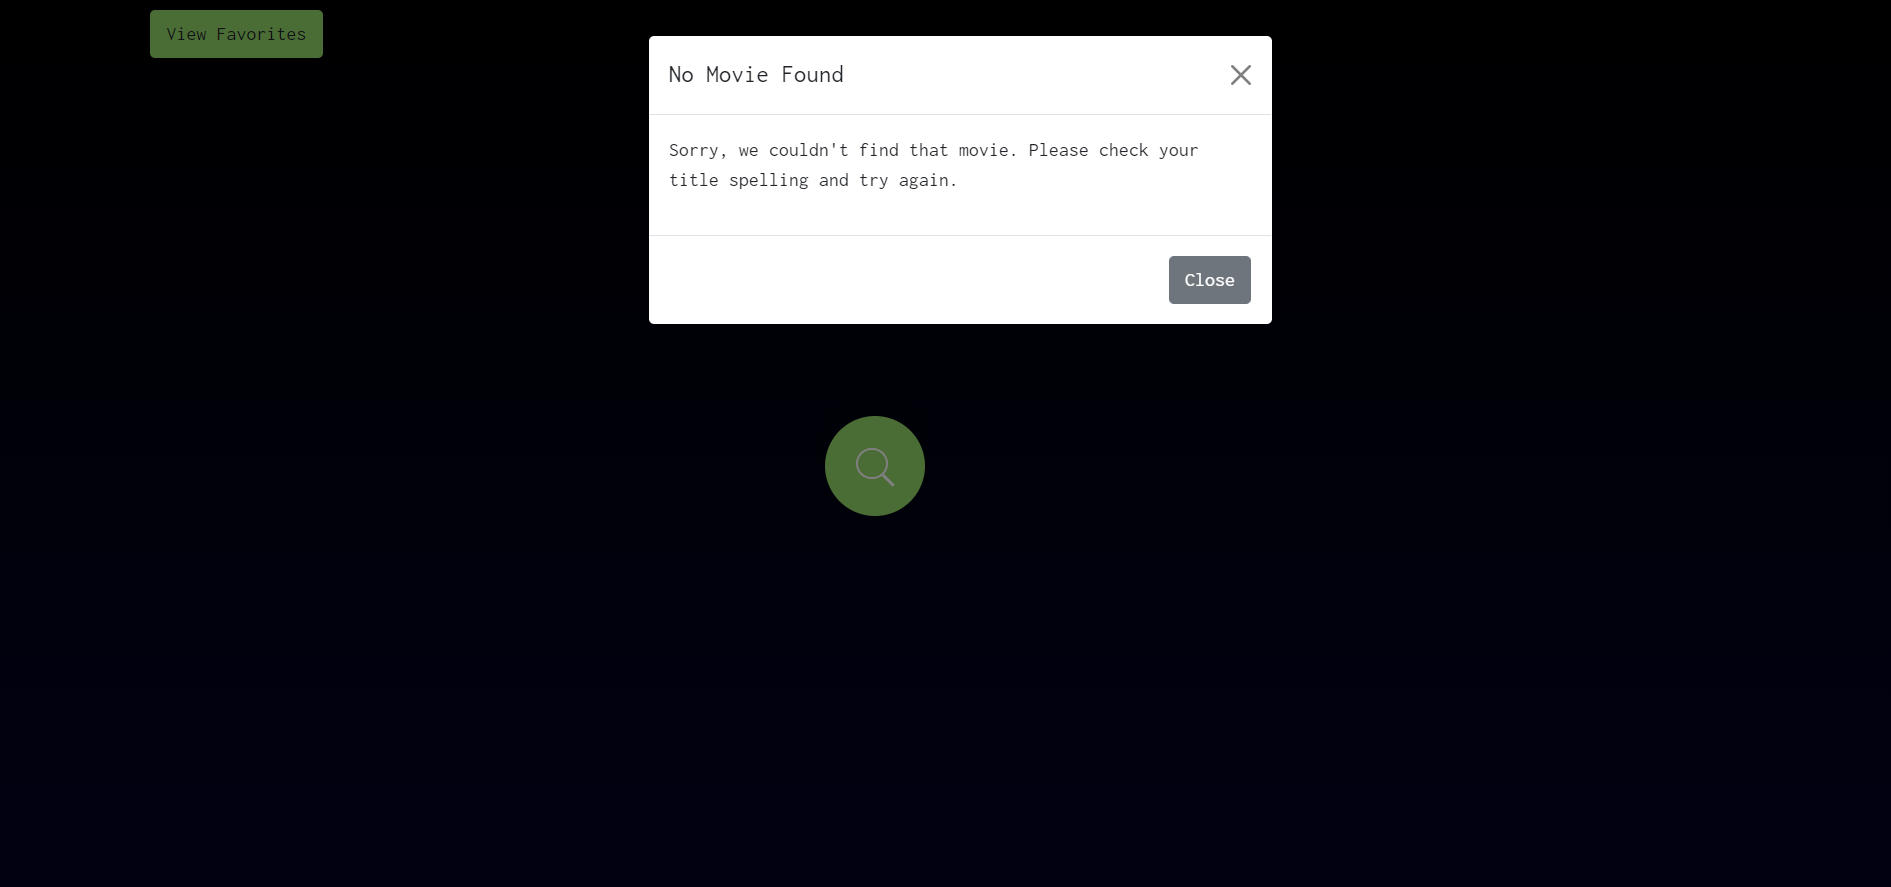 View Favorites
No Movie Found
Sorry, we couldn't find that movie. Please check your
title spelling and try again.
Close